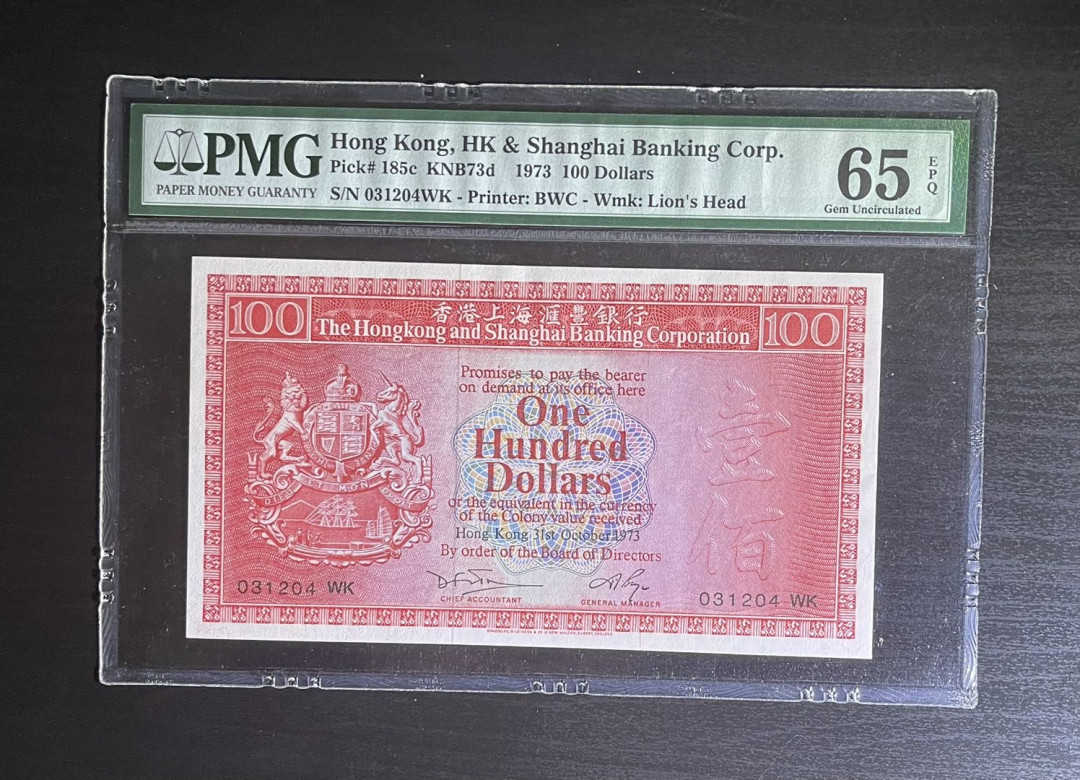 PMG
PAPER MONEY GUARANTY
Hong Kong, HK & Shanghai Banking Corp.
Pick# 185c KNB73d 1973 100 Dollars
S/N 031204WK - Printer: BWC - Wmk: Lion's Head
65
EPQ
Gem Uncirculated
100
香港上海滙豐銀行
The Hongkong and Shanghai Banking Corporation
100
Promises to pay the bearer
on demand at its office here
One
Hundred
Dollars
or the equivalent in the currency
of the Colony value received
Hong Kong 31st October 1973
By order of the Board of Directors
壹
佰
DIEU ET MON
031204 WK
CHIEF ACCOUNTANT
GENERAL MANAGER
031204 WK